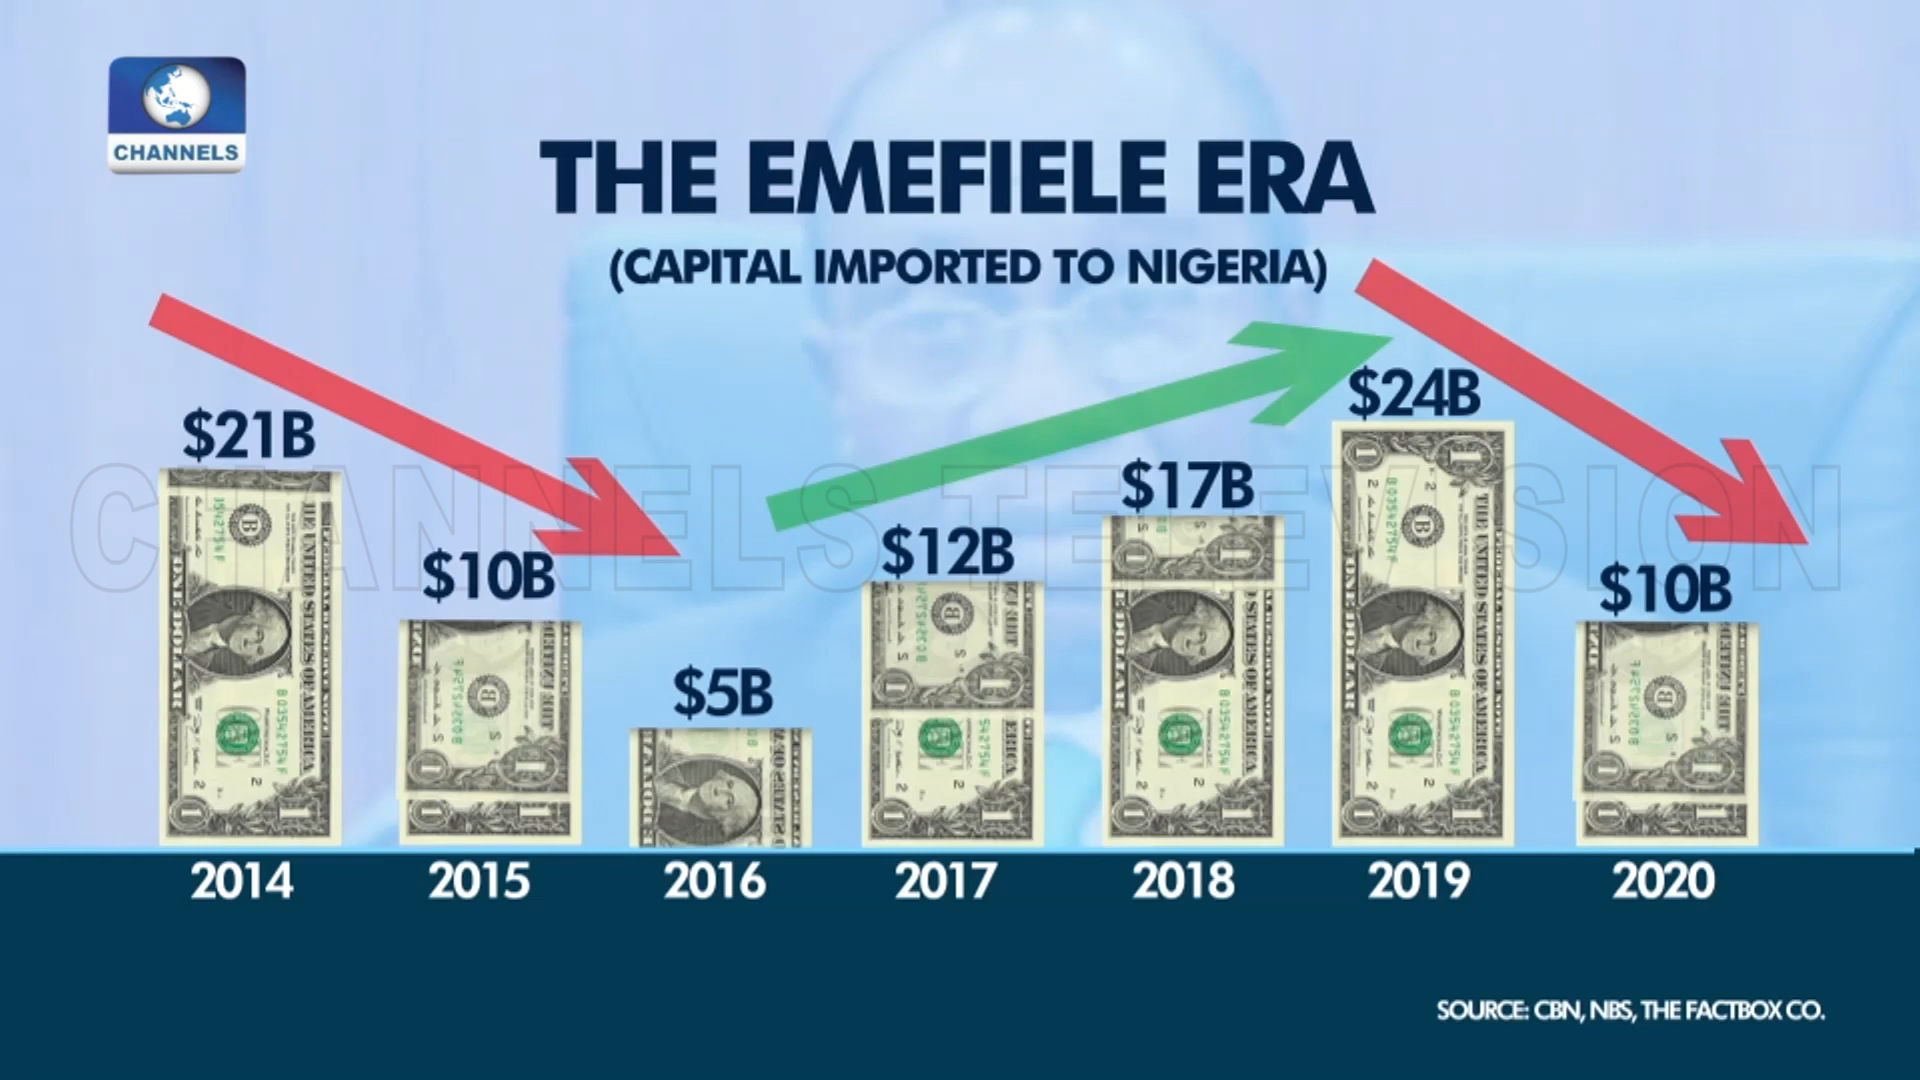 CHANNELS
THE EMEFIELE ERA
(CAPITAL IMPORTED TO NIGERIA)
$21B
$10B
$5B
$12B
$17B
$24B
$10B
CHANNELS TELEVISION
2014
2015
2016
2017
2018
2019
2020
SOURCE: CBN, NBS, THE FACTBOX CO.